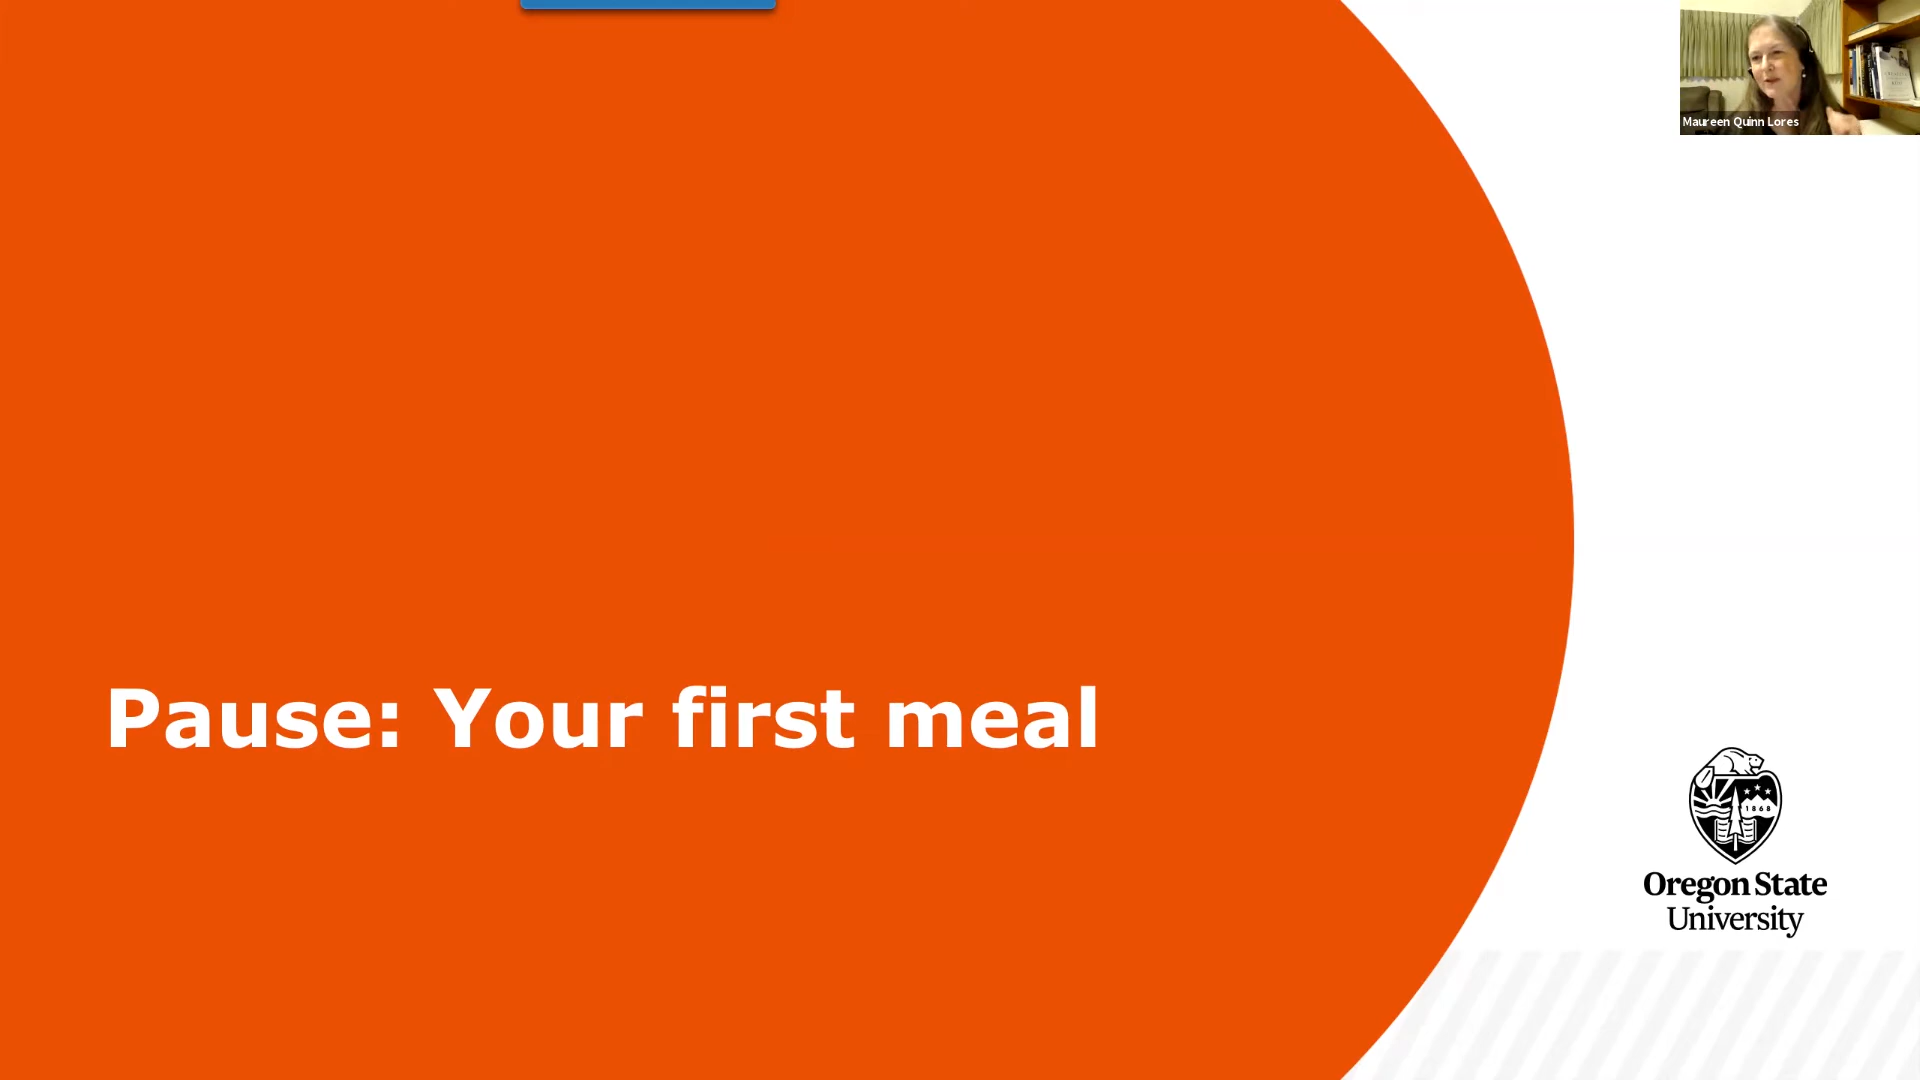 Maureen Quinn Lores
Pause: Your first meal
1868
Oregon State
University